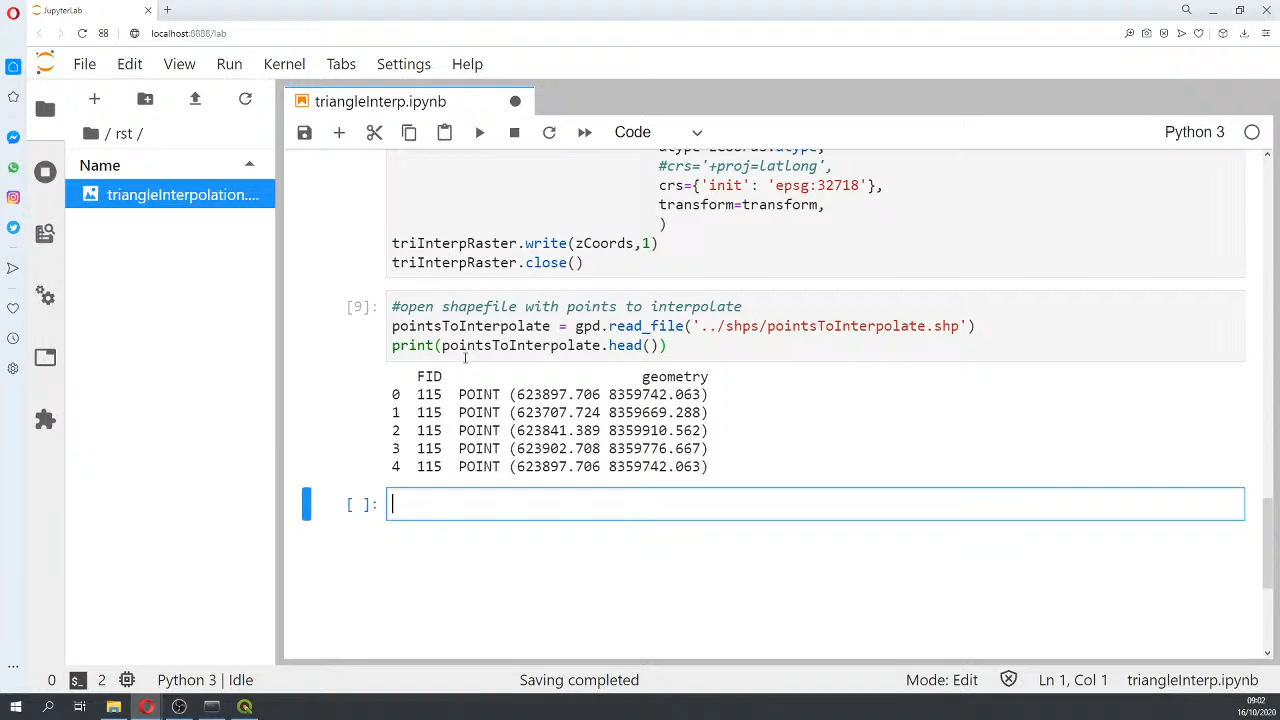 JupyterLab
localhost:8888/lab
File Edit View Run Kernel Tabs Settings Help
triangleInterp.ipynb
/ rst /
Code
Python 3
Name
triangleInterpolation....
#crs='+proj=latlong',
crs={'init': 'epsg:32718'},
transform=transform,
)
triInterpRaster.write(zCoords,1)
triInterpRaster.close()
[9]:
#open shapefile with points to interpolate
pointsToInterpolate = gpd.read_file('../shps/pointsToInterpolate.shp')
print(pointsToInterpolate.head())
FID geometry
0 115 POINT (623897.706 8359742.063)
1 115 POINT (623707.724 8359669.288)
2 115 POINT (623841.389 8359910.562)
3 115 POINT (623902.708 8359776.667)
4 115 POINT (623897.706 8359742.063)
[ ]:
0 2 Python 3 | Idle Saving completed Mode: Edit Ln 1, Col 1 triangleInterp.ipynb
09:02
16/10/2020